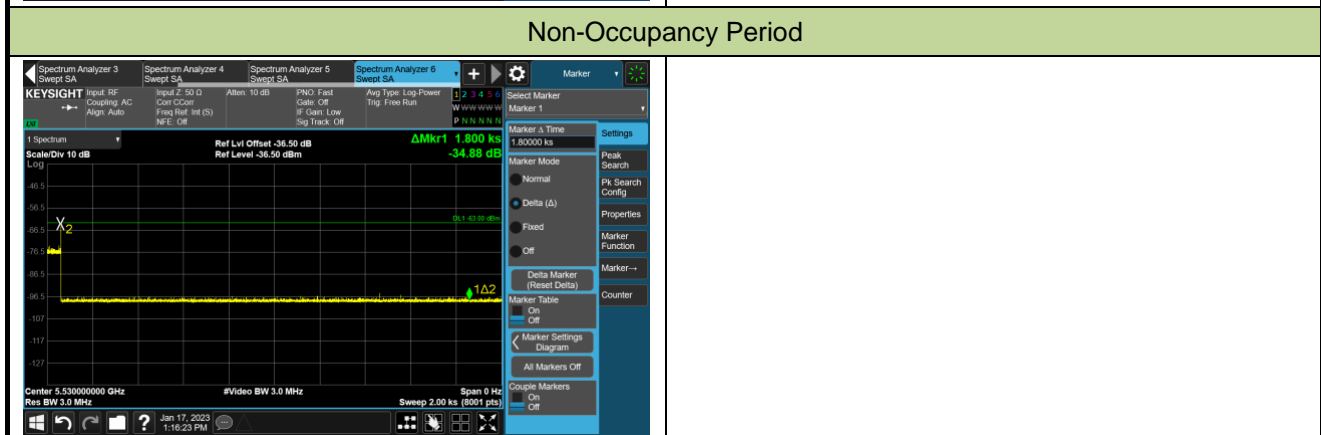 Non-Occupancy Period
Spectrum Analyzer 3
Swept SA
Spectrum Analyzer 4
Swept SA
Spectrum Analyzer 5
Swept SA
Spectrum Analyzer 6
Swept SA
Marker
KEYSIGHT
Input: RF
Coupling: AC
Align: Auto
Input Z: 50 Ω
Corr CCorr
Freq Ref: Int (S)
NFE: Off
Atten: 10 dB
PNO: Fast
Gate: Off
IF Gain: Low
Sig Track: Off
Avg Type: Log-Power
Trig: Free Run
1 2 3 4 5 6
W W W W W W
P N N N N N
LXI
1 Spectrum
Scale/Div 10 dB
Log
Ref Lvl Offset -36.50 dB
Ref Level -36.50 dBm
ΔMkr1 1.800 ks
-34.88 dB
-46.5
-56.5
-66.5
-76.5
-86.5
-96.5
-107
-117
-127
DL1 -63.00 dBm
X2
1Δ2
Center 5.530000000 GHz
Res BW 3.0 MHz
#Video BW 3.0 MHz
Span 0 Hz
Sweep 2.00 ks (8001 pts)
Select Marker
Marker 1
Marker Δ Time
1.80000 ks
Marker Mode
Normal
Delta (Δ)
Fixed
Off
Delta Marker
(Reset Delta)
Marker Table
On
Off
Marker Settings
Diagram
All Markers Off
Couple Markers
On
Off
Settings
Peak
Search
Pk Search
Config
Properties
Marker
Function
Marker→
Counter
?
Jan 17, 2023
1:16:23 PM